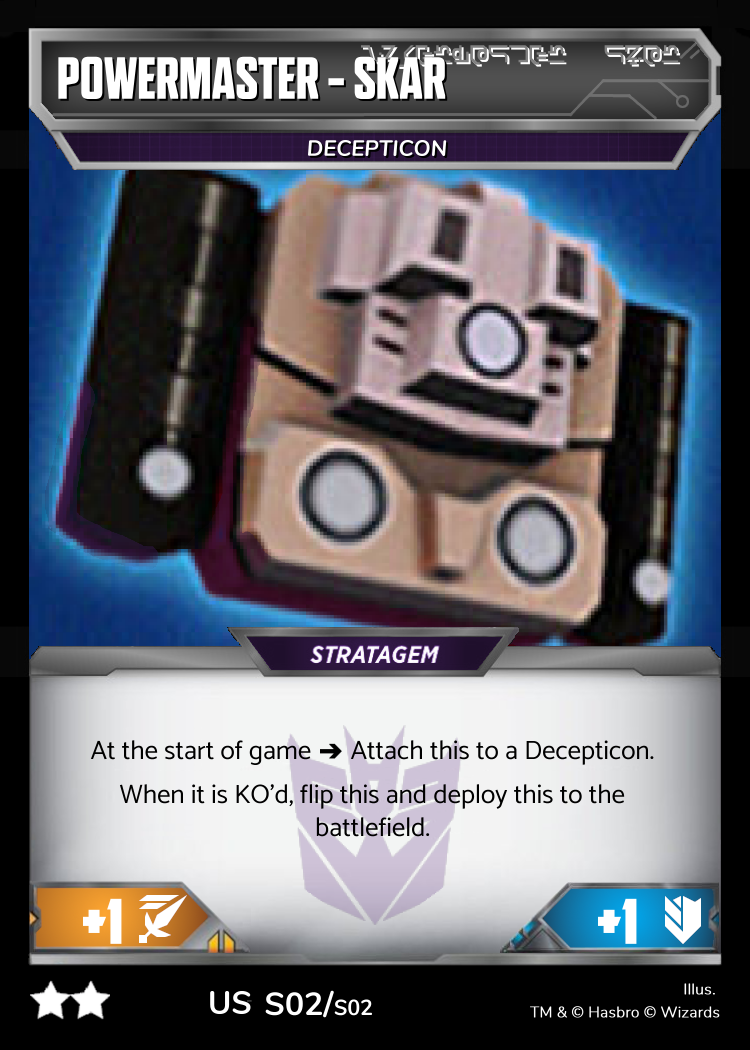 POWERMASTER - SKAR
DECEPTICON
STRATAGEM
At the start of game ➔ Attach this to a Decepticon.
When it is KO'd, flip this and deploy this to the
battlefield.
+1
+1
US S02/S02
Illus.
TM & © Hasbro © Wizards